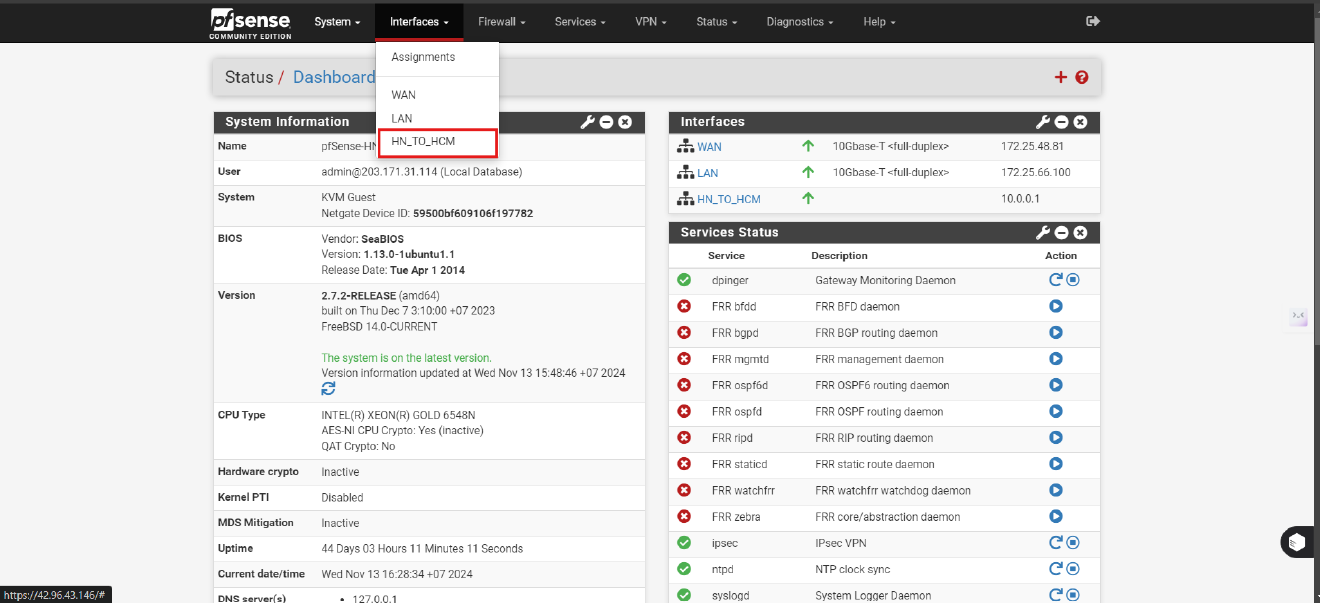 pfsense
COMMUNITY EDITION
System
Interfaces
Firewall
Services
VPN
Status
Diagnostics
Help
Assignments
WAN
LAN
HN_TO_HCM
Status / Dashboard
System Information
Name pfSense-HN
User admin@203.171.31.114 (Local Database)
System KVM Guest
Netgate Device ID: 59500bf609106f197782
BIOS Vendor: SeaBIOS
Version: 1.13.0-1ubuntu1.1
Release Date: Tue Apr 1 2014
Version 2.7.2-RELEASE (amd64)
built on Thu Dec 7 3:10:00 +07 2023
FreeBSD 14.0-CURRENT
The system is on the latest version.
Version information updated at Wed Nov 13 15:48:46 +07 2024
CPU Type INTEL(R) XEON(R) GOLD 6548N
AES-NI CPU Crypto: Yes (inactive)
QAT Crypto: No
Hardware crypto Inactive
Kernel PTI Disabled
MDS Mitigation Inactive
Uptime 44 Days 03 Hours 11 Minutes 11 Seconds
Current date/time Wed Nov 13 16:28:34 +07 2024
DNS server(s) • 127.0.0.1
Interfaces
WAN 10Gbase-T <full-duplex> 172.25.48.81
LAN 10Gbase-T <full-duplex> 172.25.66.100
HN_TO_HCM 10.0.0.1
Services Status
Service Description Action
dpinger Gateway Monitoring Daemon
FRR bfdd FRR BFD daemon
FRR bgpd FRR BGP routing daemon
FRR mgmtd FRR management daemon
FRR ospf6d FRR OSPF6 routing daemon
FRR ospfd FRR OSPF routing daemon
FRR ripd FRR RIP routing daemon
FRR staticd FRR static route daemon
FRR watchfrr FRR watchfrr watchdog daemon
FRR zebra FRR core/abstraction daemon
ipsec IPsec VPN
ntpd NTP clock sync
syslogd System Logger Daemon
https://42.96.43.146/#